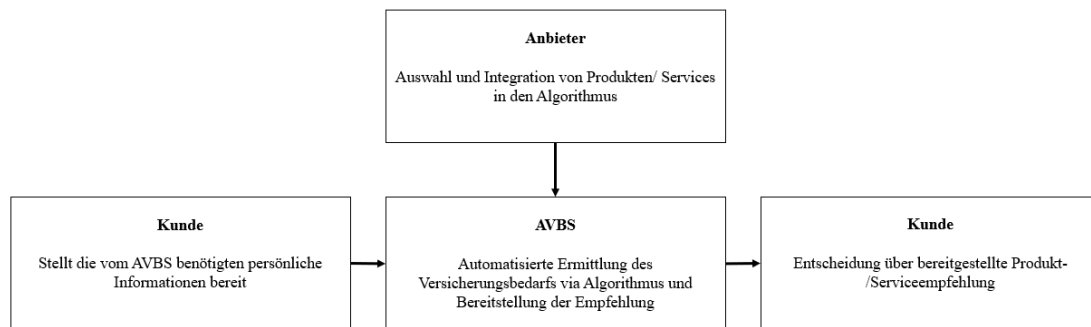 Anbieter
Auswahl und Integration von Produkten/ Services
in den Algorithmus
Kunde
Stellt die vom AVBS benötigten persönliche
Informationen bereit
AVBS
Automatisierte Ermittlung des
Versicherungsbedarfs via Algorithmus und
Bereitstellung der Empfehlung
Kunde
Entscheidung über bereitgestellte Produkt-
/Serviceempfehlung